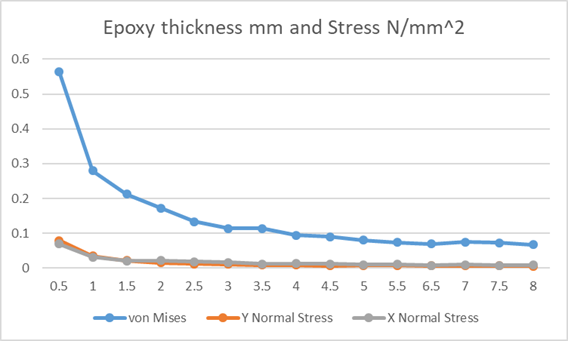 Epoxy thickness mm and Stress N/mm^2
0.6
0.5
0.4
0.3
0.2
0.1
0
0.5 1 1.5 2 2.5 3 3.5 4 4.5 5 5.5 6.5 7 7.5 8
von Mises Y Normal Stress X Normal Stress